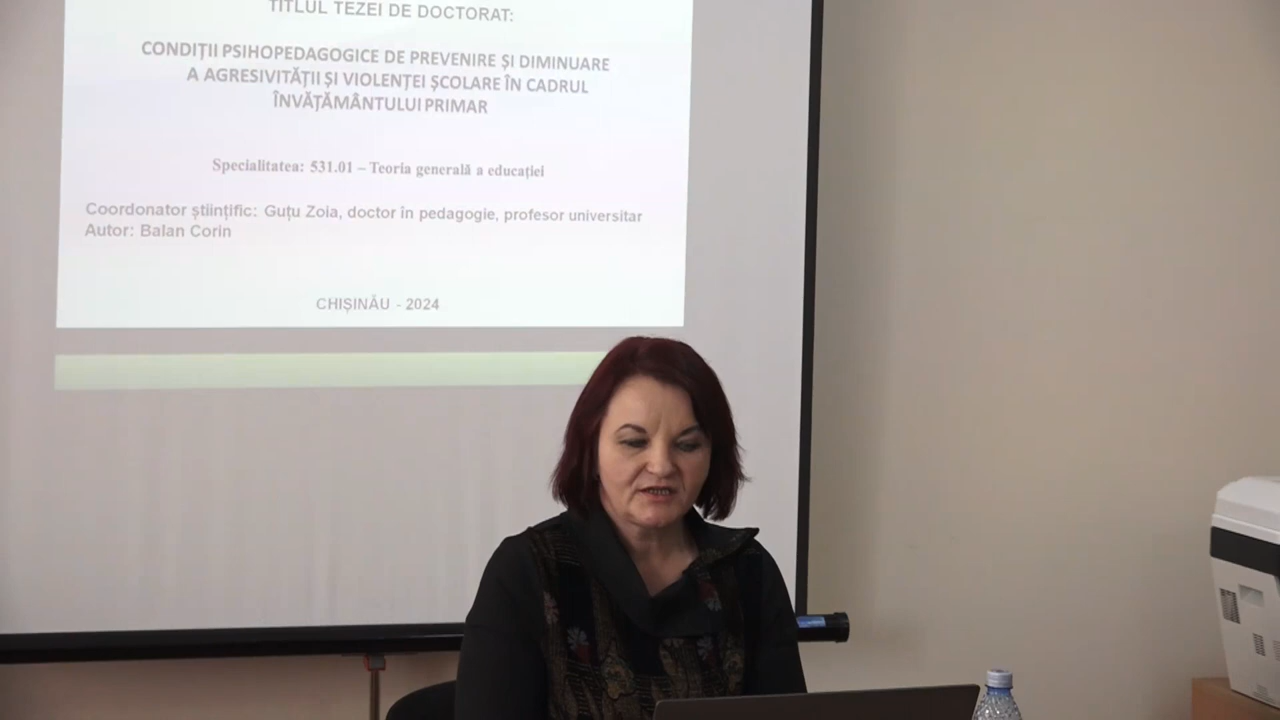 TITLUL TEZEI DE DOCTORAT:
CONDIȚII PSIHOPEDAGOGICE DE PREVENIRE ȘI DIMINUARE
A AGRESIVITĂȚII ȘI VIOLENȚEI ȘCOLARE ÎN CADRUL
ÎNVĂȚĂMÂNTULUI PRIMAR
Specialitatea: 531.01 – Teoria generală a educației
Coordonator științific: Guțu Zoia, doctor în pedagogie, profesor universitar
Autor: Balan Corin
CHIȘINĂU - 2024